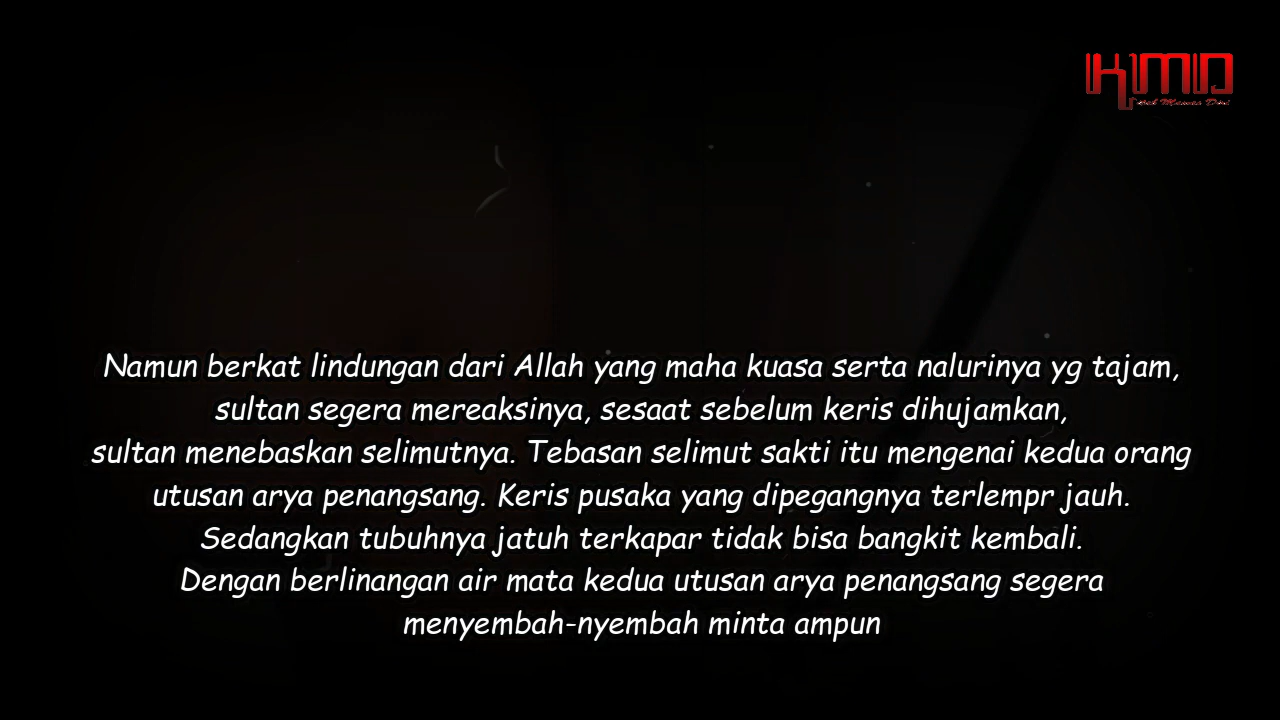 IKMD
Namun berkat lindungan dari Allah yang maha kuasa serta nalurinya yg tajam,
sultan segera mereaksinya, sesaat sebelum keris dihujamkan,
sultan menebaskan selimutnya. Tebasan selimut sakti itu mengenai kedua orang
utusan arya penangsang. Keris pusaka yang dipegangnya terlempr jauh.
Sedangkan tubuhnya jatuh terkapar tidak bisa bangkit kembali.
Dengan berlinangan air mata kedua utusan arya penangsang segera
menyembah-nyembah minta ampun